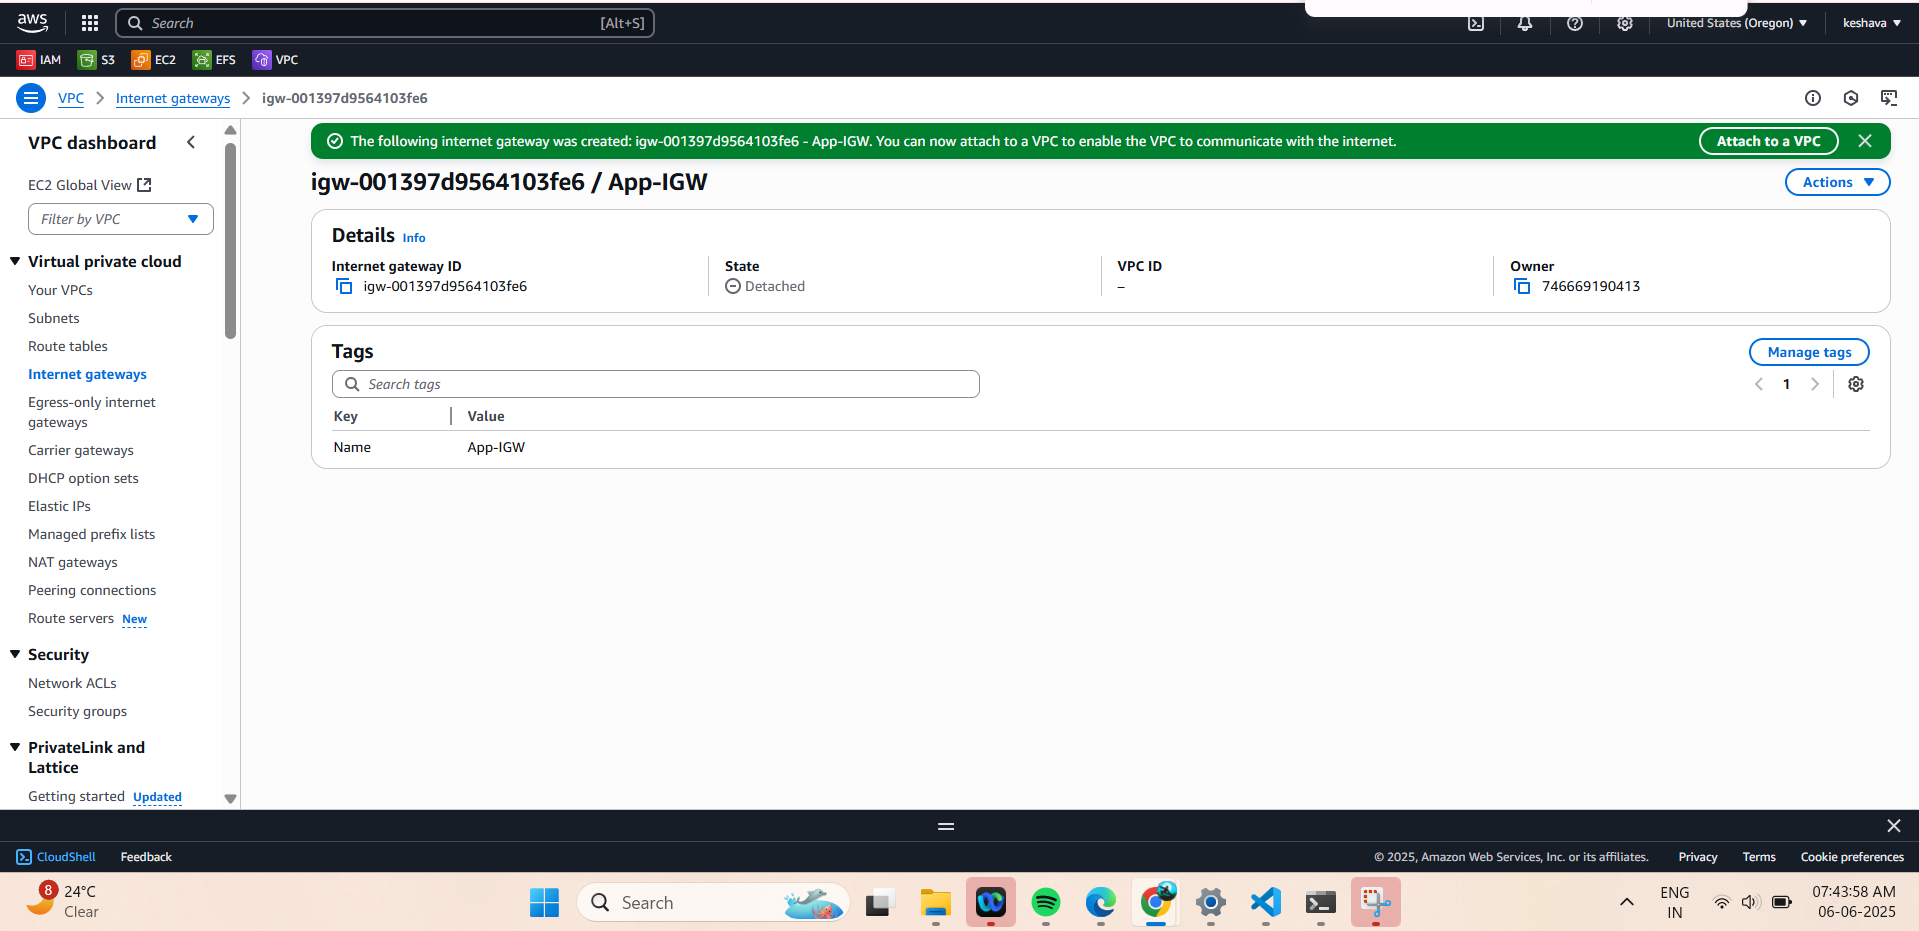 aws
Search [Alt+S]
United States (Oregon)
keshava
IAM S3 EC2 EFS VPC
VPC Internet gateways igw-001397d9564103fe6
VPC dashboard
EC2 Global View
Filter by VPC
Virtual private cloud
Your VPCs
Subnets
Route tables
Internet gateways
Egress-only internet
gateways
Carrier gateways
DHCP option sets
Elastic IPs
Managed prefix lists
NAT gateways
Peering connections
Route servers New
Security
Network ACLs
Security groups
PrivateLink and
Lattice
Getting started Updated
The following internet gateway was created: igw-001397d9564103fe6 - App-IGW. You can now attach to a VPC to enable the VPC to communicate with the internet.
Attach to a VPC
igw-001397d9564103fe6 / App-IGW
Actions
Details Info
Internet gateway ID
igw-001397d9564103fe6
State
Detached
VPC ID
–
Owner
746669190413
Tags
Manage tags
Search tags
1
Key Value
Name App-IGW
CloudShell Feedback
© 2025, Amazon Web Services, Inc. or its affiliates. Privacy Terms Cookie preferences
8
24°C
Clear
Search
ENG
IN
07:43:58 AM
06-06-2025